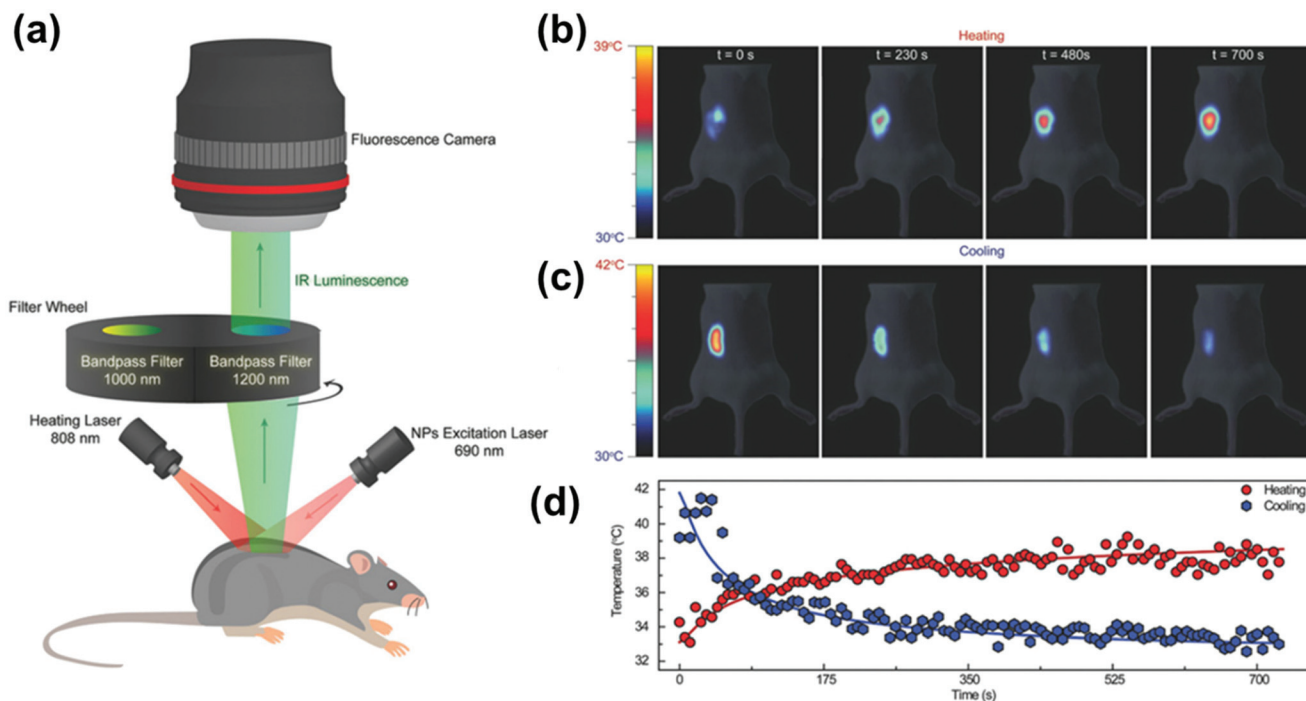 (a)
Fluorescence Camera
IR Luminescence
Filter Wheel
Bandpass Filter
1000 nm
Bandpass Filter
1200 nm
Heating Laser
808 nm
NPs Excitation Laser
690 nm
(b)
Heating
39°C
30°C
t = 0 s
t = 230 s
t = 480s
t = 700 s
(c)
Cooling
42°C
30°C
(d)
Heating
Cooling
Temperature (°C)
42
40
38
36
34
32
0
175
350
525
700
Time (s)